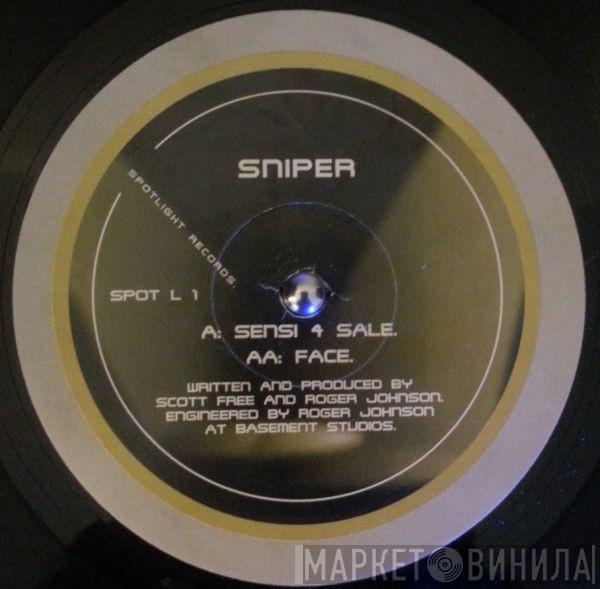 SNIPER
SPOTLIGHT RECORDS.
SPOT L 1
A: SENSI 4 SALE.
AA: FACE.
WRITTEN AND PRODUCED BY
SCOTT FREE AND ROGER JOHNSON.
ENGINEERED BY ROGER JOHNSON
AT BASEMENT STUDIOS.
МАРКЕТ ВИНИЛА